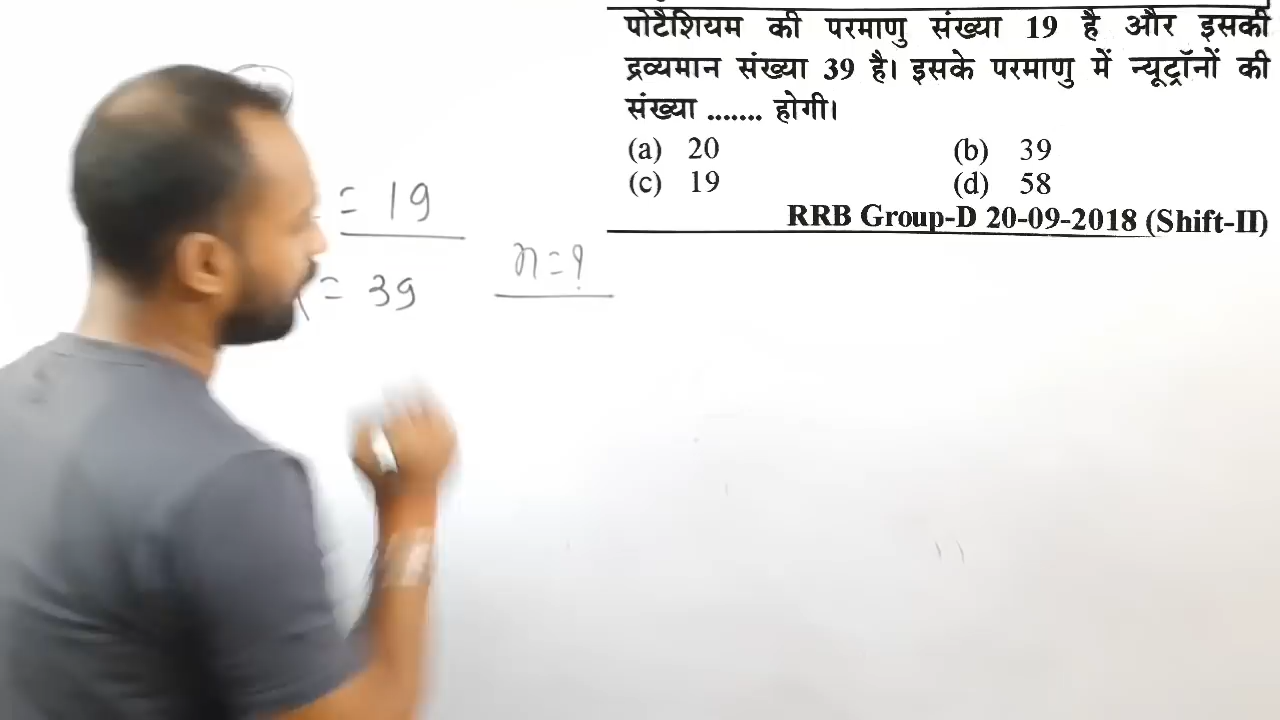 पोटैशियम की परमाणु संख्या 19 है और इसकी
द्रव्यमान संख्या 39 है। इसके परमाणु में न्यूट्रॉनों की
संख्या ....... होगी।
(a) 20 (b) 39
(c) 19 (d) 58
RRB Group-D 20-09-2018 (Shift-II)
= 19
n = ?
= 39